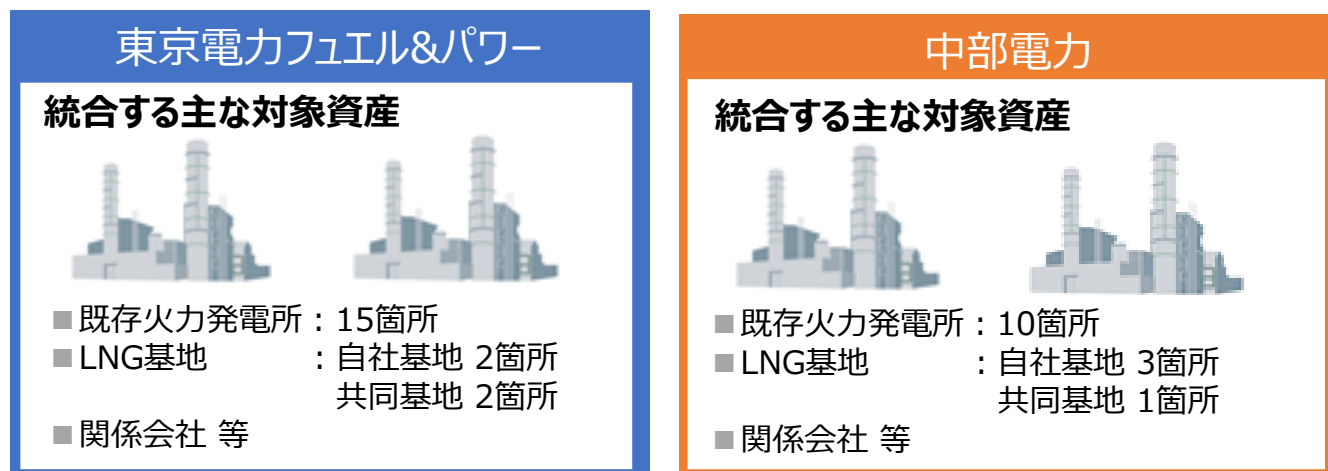 東京電力フュエル&パワー
統合する主な対象資産
■既存火力発電所：15箇所
■LNG基地　　　：自社基地 2箇所
共同基地 2箇所
■関係会社 等
中部電力
統合する主な対象資産
■既存火力発電所：10箇所
■LNG基地　　　：自社基地 3箇所
共同基地 1箇所
■関係会社 等